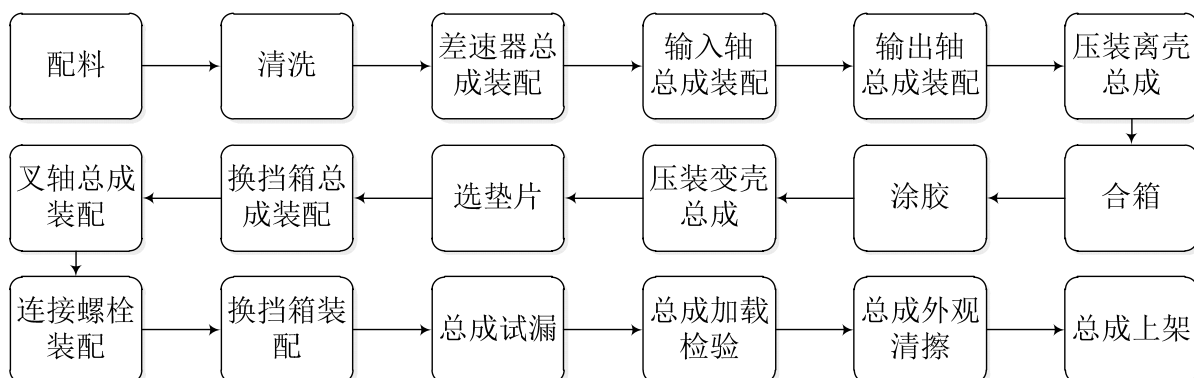 配料
清洗
差速器总
成装配
输入轴
总成装配
输出轴
总成装配
压装离壳
总成
合箱
涂胶
压装变壳
总成
选垫片
换挡箱总
成装配
叉轴总成
装配
连接螺栓
装配
换挡箱装
配
总成试漏
总成加载
检验
总成外观
清擦
总成上架